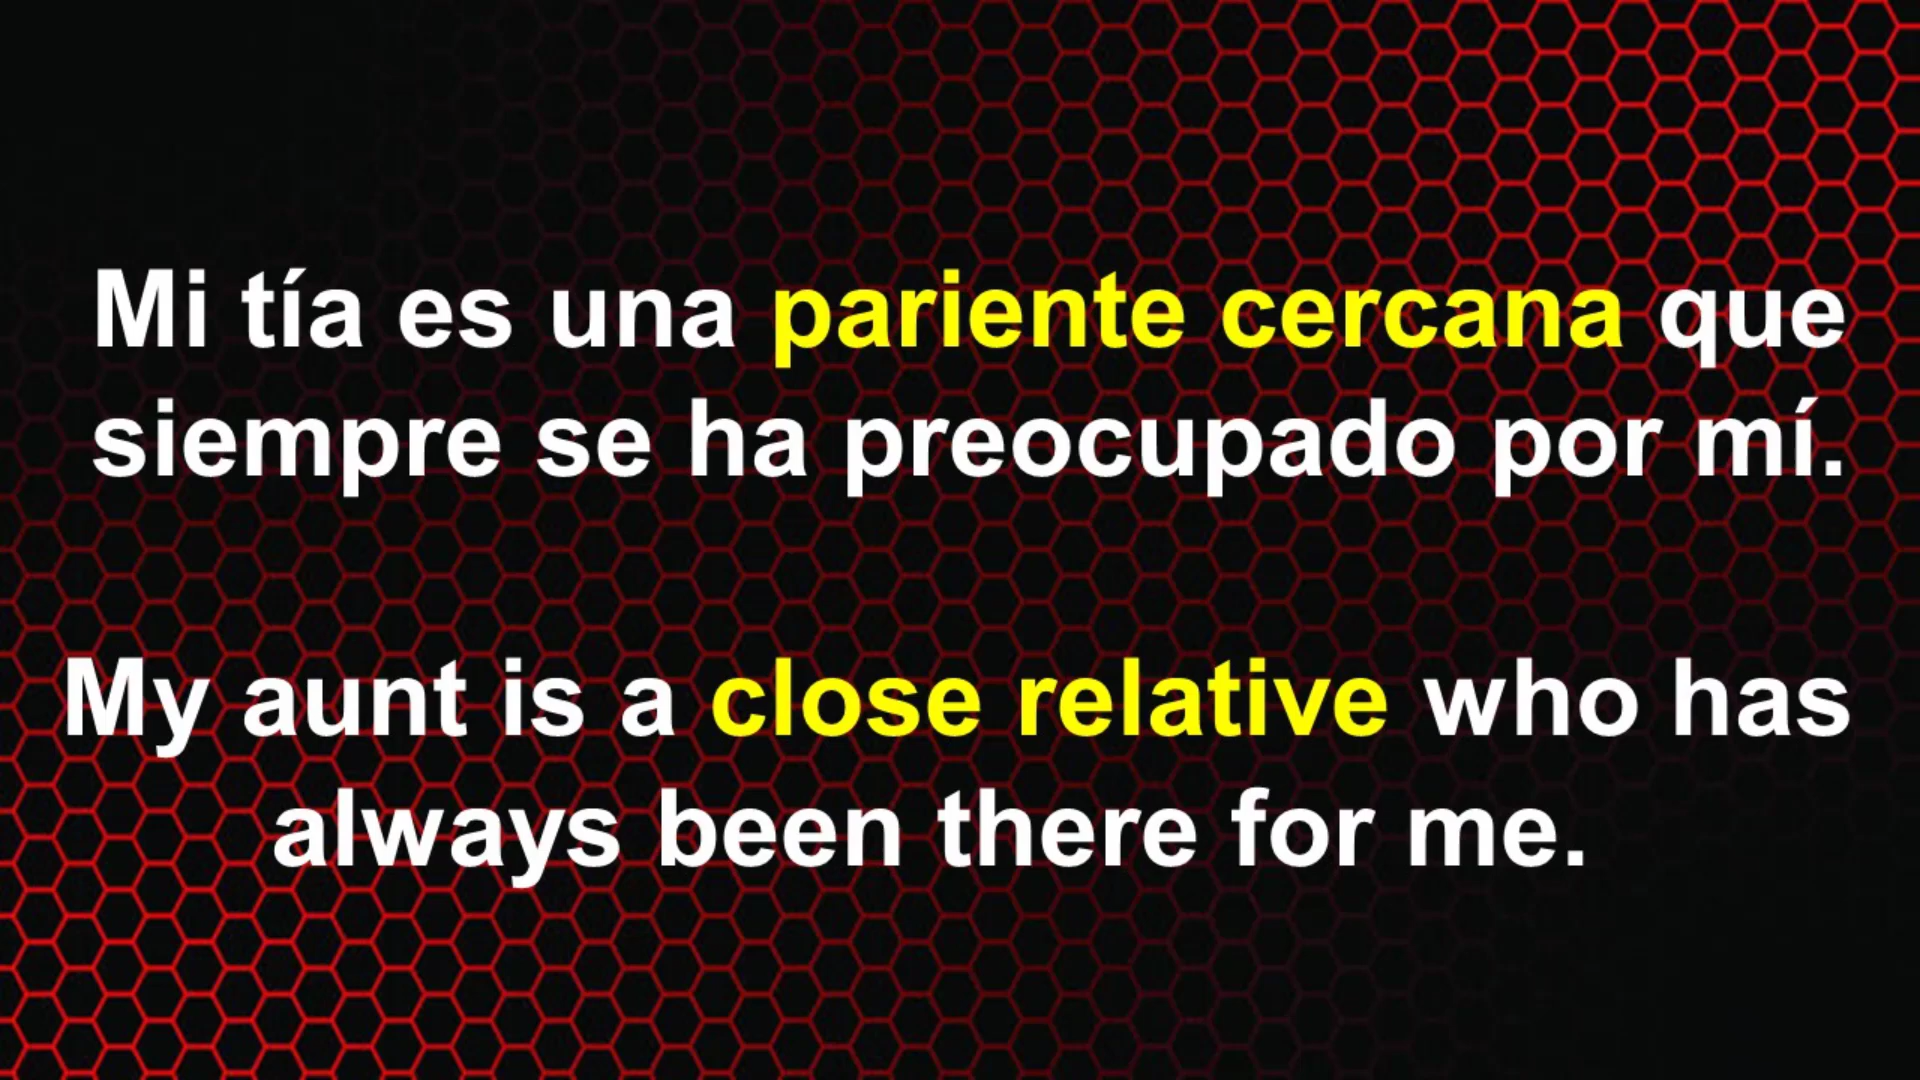 Mi tía es una pariente cercana que
siempre se ha preocupado por mí.
My aunt is a close relative who has
always been there for me.